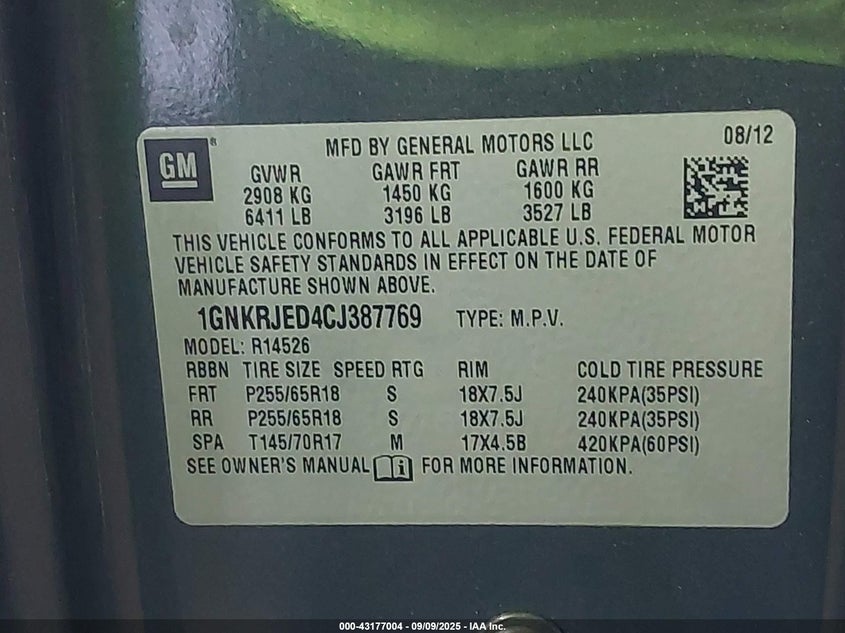 GM
®
MFD BY GENERAL MOTORS LLC
08/12
GVWR GAWR FRT GAWR RR
2908 KG 1450 KG 1600 KG
6411 LB 3196 LB 3527 LB
THIS VEHICLE CONFORMS TO ALL APPLICABLE U.S. FEDERAL MOTOR
VEHICLE SAFETY STANDARDS IN EFFECT ON THE DATE OF
MANUFACTURE SHOWN ABOVE.
1GNKRJED4CJ387769 TYPE: M.P.V.
MODEL: R14526
RBBN TIRE SIZE SPEED RTG RIM COLD TIRE PRESSURE
FRT P255/65R18 S 18X7.5J 240KPA(35PSI)
RR P255/65R18 S 18X7.5J 240KPA(35PSI)
SPA T145/70R17 M 17X4.5B 420KPA(60PSI)
SEE OWNER'S MANUAL i FOR MORE INFORMATION.
000-43177004 - 09/09/2025 - IAA Inc.